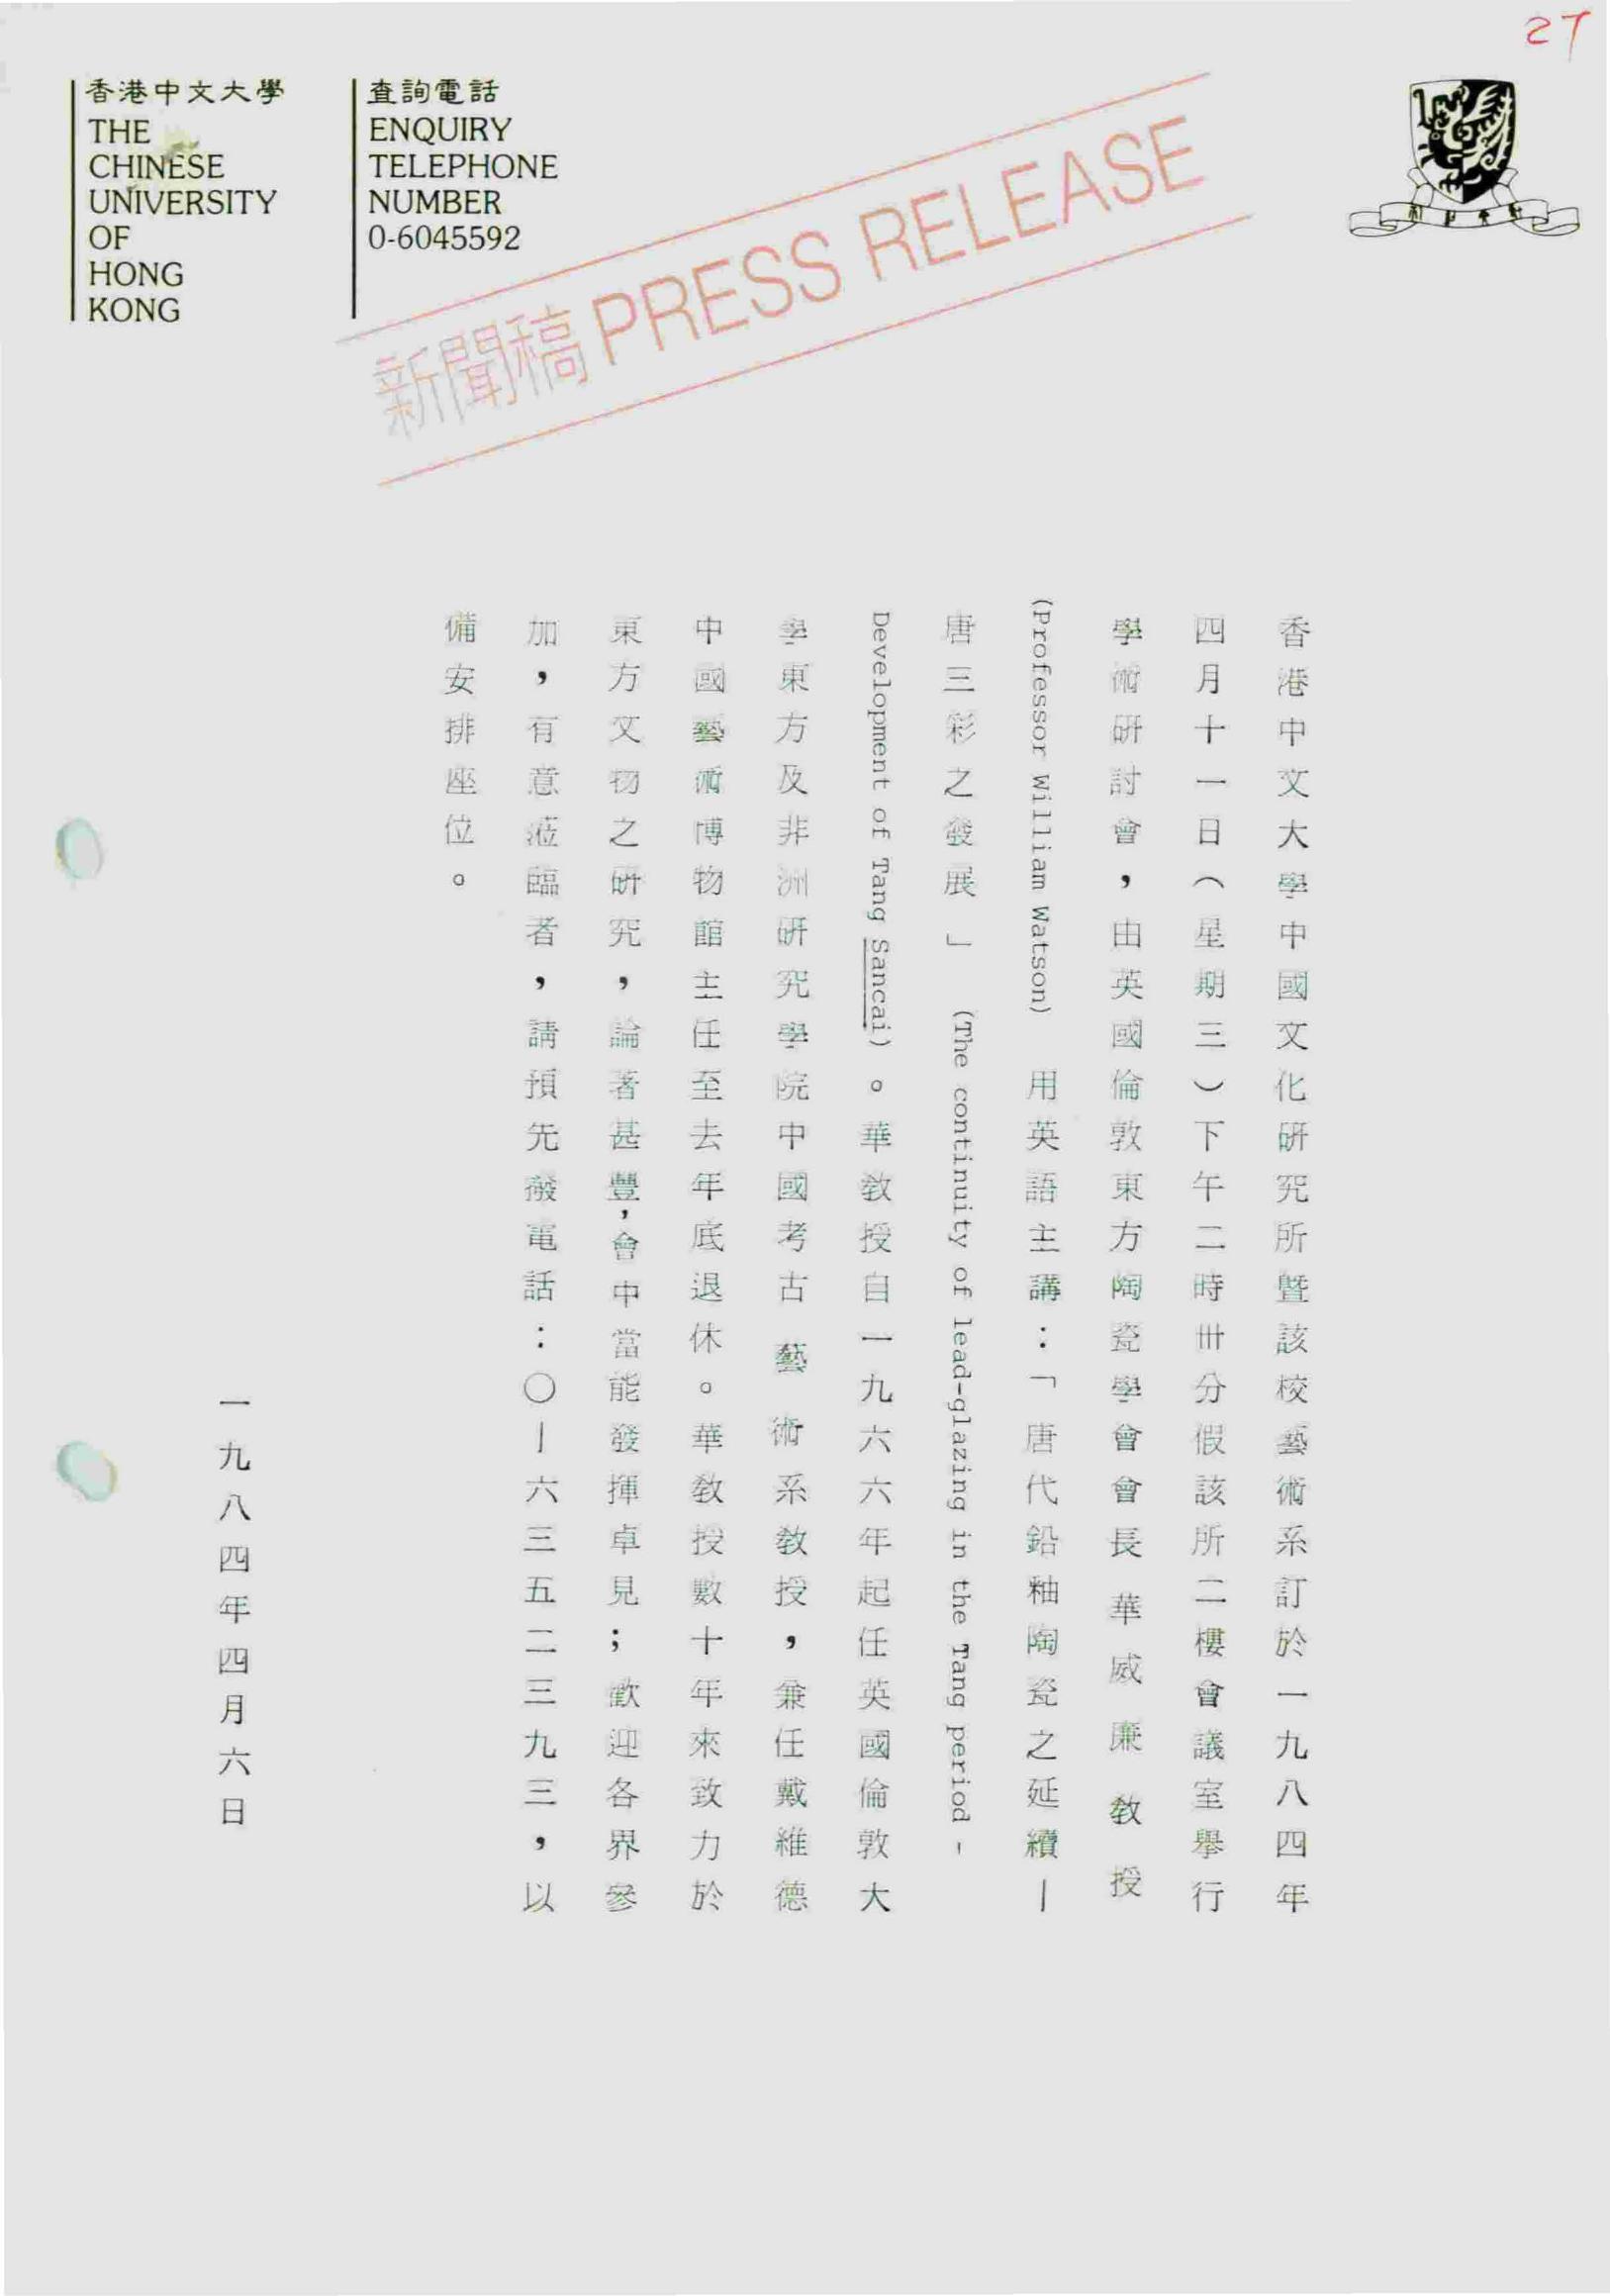 27
香港中文大學
THE
CHINESE
UNIVERSITY
OF
HONG
KONG
查詢電話
ENQUIRY
TELEPHONE
NUMBER
0-6045592
新聞稿 PRESS RELEASE
香港中文大學中國文化研究所暨該校藝術系訂於一九八四年
四月十一日（星期三）下午二時卅分假該所二樓會議室舉行
學術研討會，由英國倫敦東方陶瓷學會會長華威廉教授
(Professor William Watson) 用英語主講：「唐代鉛釉陶瓷之延續—
唐三彩之發展」 (The continuity of lead-glazing in the Tang period -
Development of Tang Sancai)。華教授自一九六六年起任英國倫敦大
學東方及非洲研究學院中國考古藝術系教授，兼任戴維德
中國藝術博物館主任至去年底退休。華教授數十年來致力於
東方文物之研究，論著甚豐，會中當能發揮卓見；歡迎各界參
加，有意蒞臨者，請預先撥電話：〇—六三五二三九三，以
備安排座位。
一九八四年四月六日